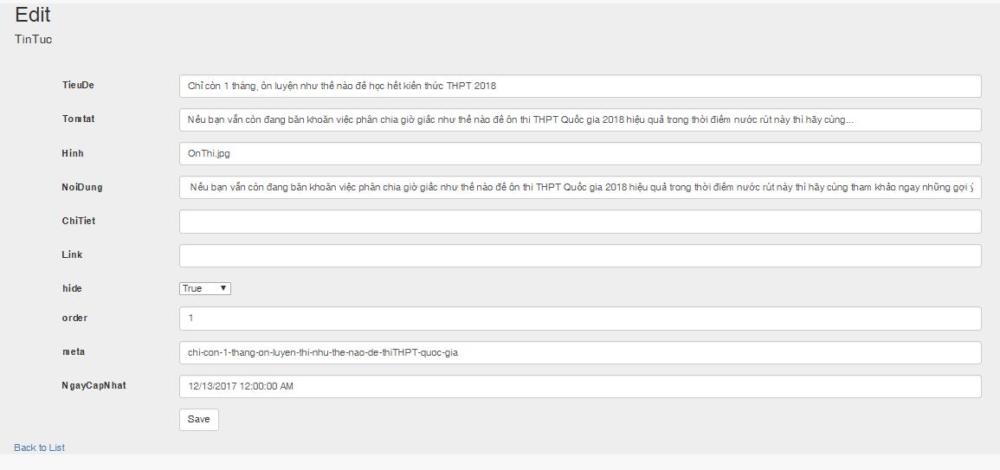 Edit
TinTuc
TieuDe Chỉ còn 1 tháng, ôn luyện như thế nào để học hết kiến thức THPT 2018
Tomtat Nếu bạn vẫn còn đang băn khoăn việc phân chia giờ giấc như thế nào để ôn thi THPT Quốc gia 2018 hiệu quả trong thời điểm nước rút này thì hãy cùng...
Hinh OnThi.jpg
NoiDung Nếu bạn vẫn còn đang băn khoăn việc phân chia giờ giấc như thế nào để ôn thi THPT Quốc gia 2018 hiệu quả trong thời điểm nước rút này thì hãy cùng tham khảo ngay những gợi ý
ChiTiet
Link
hide True
order 1
meta chi-con-1-thang-on-luyen-thi-nhu-the-nao-de-thiTHPT-quoc-gia
NgayCapNhat 12/13/2017 12:00:00 AM
Save
Back to List